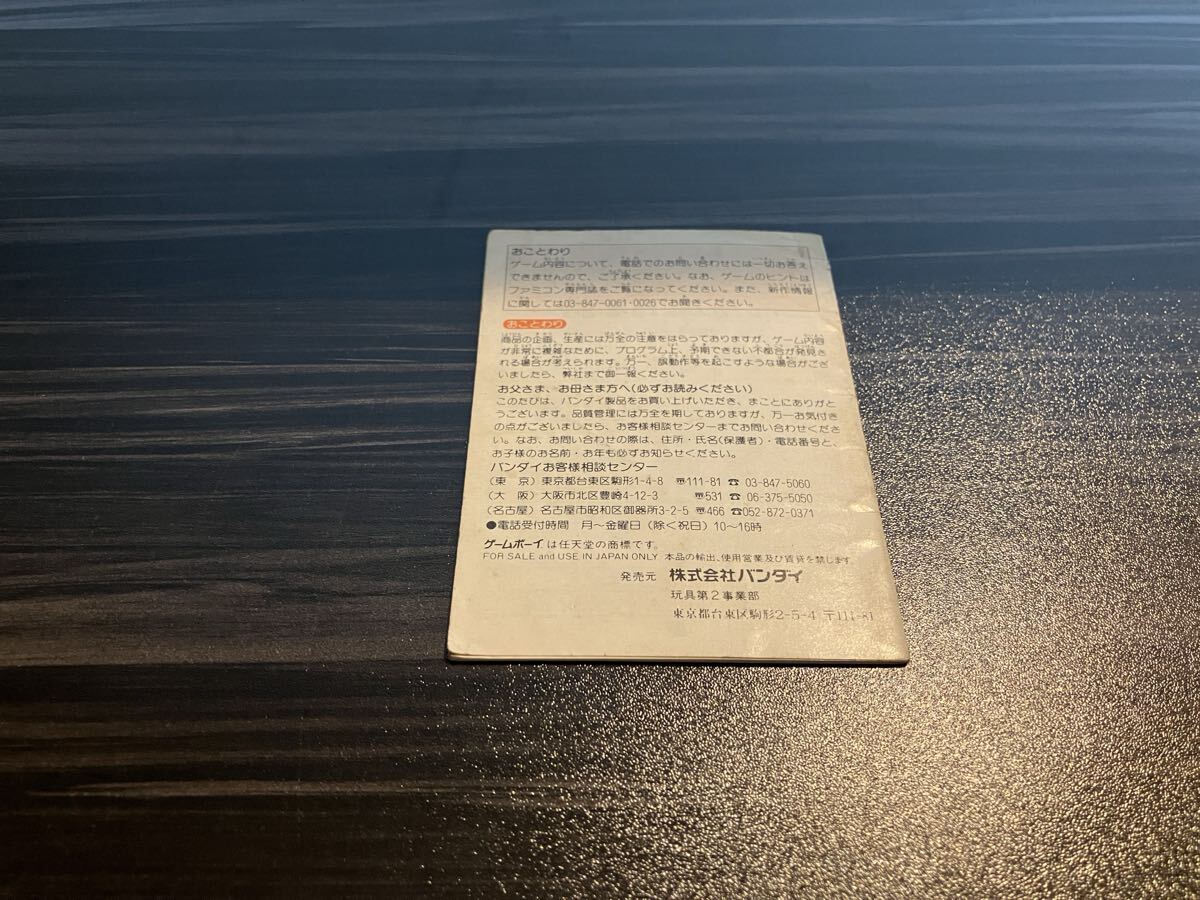 おことわり
ゲーム内容について、電話でのお問い合わせには一切お答え
できませんので、ご了承ください。なお、ゲームのヒントは
ファミコン専門誌をご覧になってください。また、新作情報
に関しては03-847-0061・0026でお聞きください。
おことわり
商品の企画、生産には万全の注意をはらっておりますが、ゲーム内容
が非常に複雑なために、プログラム上、予期できない不都合が発見さ
れる場合が考えられます。万一、誤動作等を起こすような場合がござ
いましたら、弊社まで御一報ください。
お父さま、お母さま方へ(必ずお読みください)
このたびは、バンダイ製品をお買い上げいただき、まことにありがと
うございます。品質管理には万全を期しておりますが、万一お気付き
の点がございましたら、お客様相談センターまでお問い合わせくださ
い。なお、お問い合わせの際は、住所・氏名(保護者)・電話番号と、
お子様のお名前・お年も必ずお知らせください。
バンダイお客様相談センター
(東 京) 東京都台東区駒形1-4-8 〠111-81 ☎ 03-847-5060
(大 阪) 大阪市北区豊崎4-12-3 〠531 ☎ 06-375-5050
(名古屋) 名古屋市昭和区御器所3-2-5 〠466 ☎052-872-0371
●電話受付時間 月〜金曜日(除く祝日)10〜16時
ゲームボーイは任天堂の商標です。
FOR SALE and USE IN JAPAN ONLY 本品の輸出、使用営業及び賃貸を禁じます。
発売元 株式会社バンダイ
玩具第2事業部
東京都台東区駒形2-5-4 〒111-81